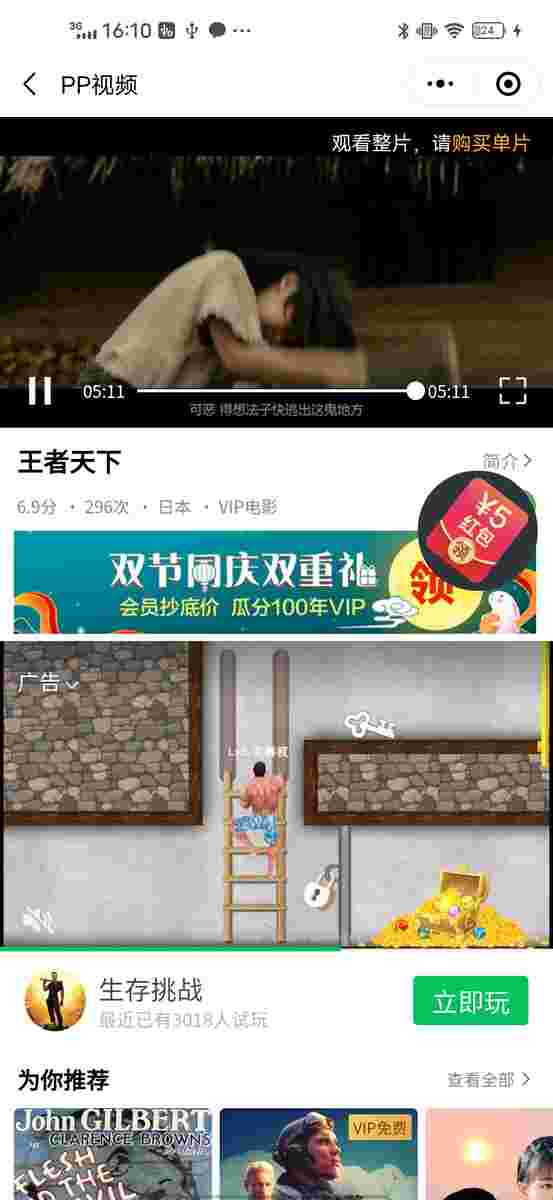 3G 16:10
24
PP视频
观看整片，请购买单片
05:11
05:11
可恶 得想法子快逃出这鬼地方
王者天下
简介
6.9分 · 296次 · 日本 · VIP电影
¥5
红包
双节同庆双重礼
会员抄底价 瓜分100年VIP
领
广告
生存挑战
最近已有3018人试玩
立即玩
为你推荐
查看全部
John GILBERT
CLARENCE BROWN'S
FLESH
VIP免费